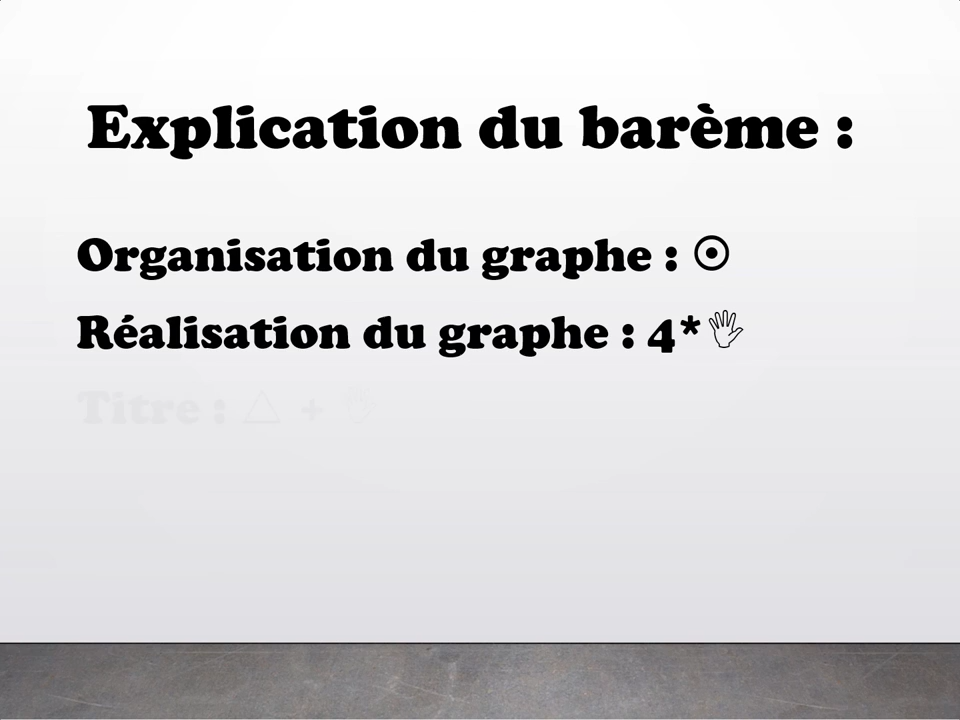 Explication du barème :
Organisation du graphe : ☉
Réalisation du graphe : 4*🖐
Titre : △ + 🖐